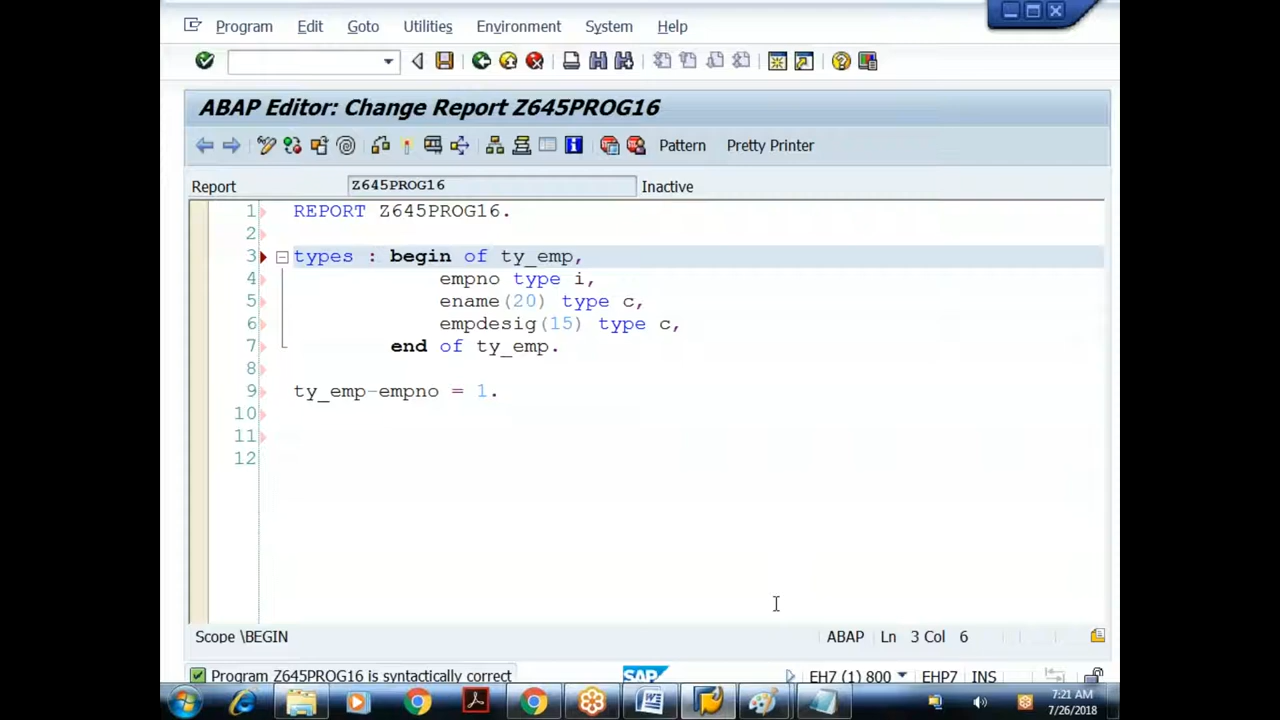 Program Edit Goto Utilities Environment System Help
ABAP Editor: Change Report Z645PROG16
Pattern Pretty Printer
Report Z645PROG16 Inactive
1 REPORT Z645PROG16.
2
3 types : begin of ty_emp,
4 empno type i,
5 ename(20) type c,
6 empdesig(15) type c,
7 end of ty_emp.
8
9 ty_emp-empno = 1.
10
11
12
Scope \BEGIN ABAP Ln 3 Col 6
Program Z645PROG16 is syntactically correct SAP EH7 (1) 800 EHP7 INS
7:21 AM
7/26/2018